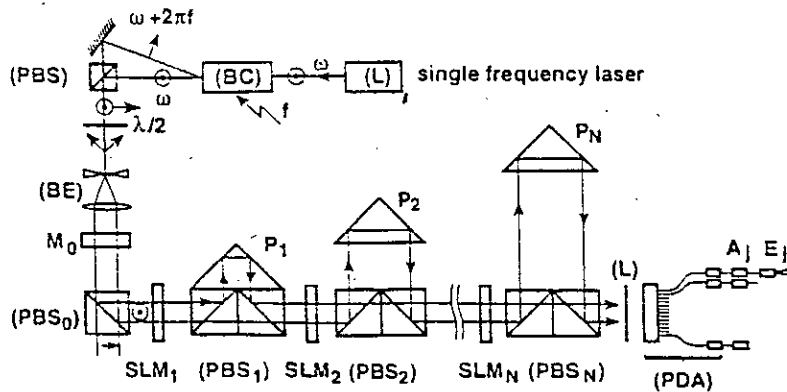 ω+2πf
(PBS) (BC) ω (L) single frequency laser
ω
f
λ/2
(BE)
M0
P1
P2
PN
(PBS0)
SLM1 (PBS1) SLM2 (PBS2) SLMN (PBSN)
(L)
Aj Ej
(PDA)